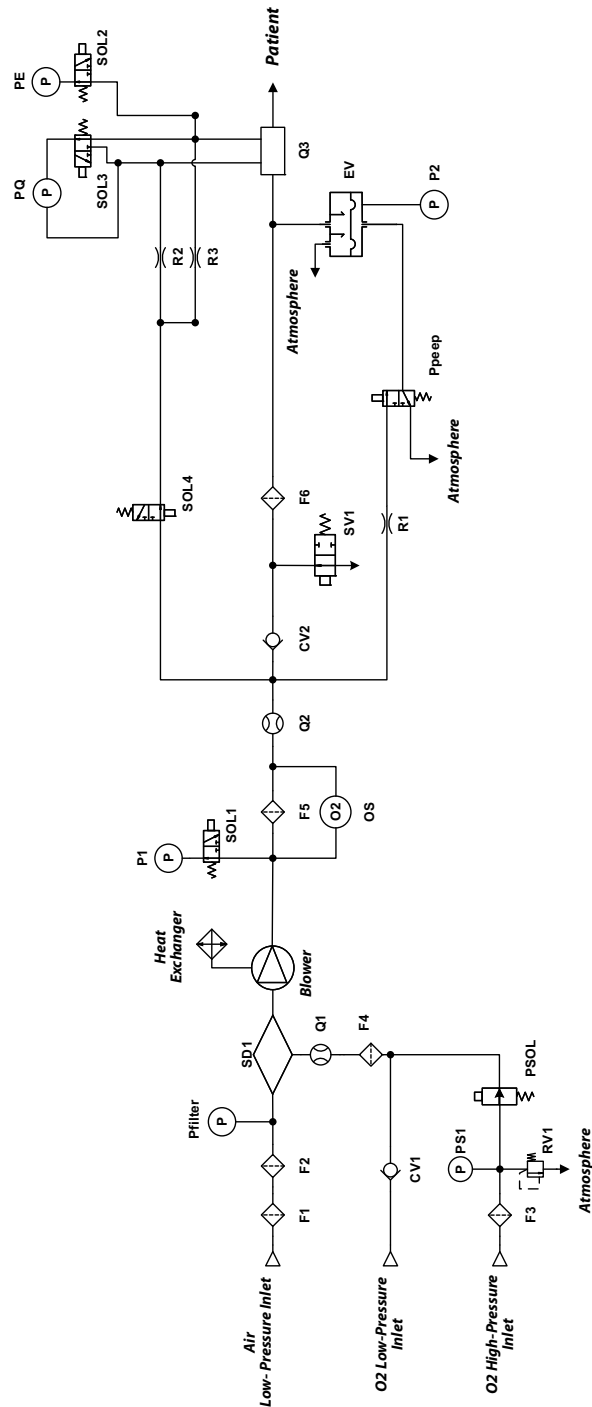 Air
Low- Pressure Inlet
O2 Low-Pressure
Inlet
O2 High-Pressure
Inlet
F1
F2
Pfilter
P
SD1
Q1
F4
CV1
F3
PS1
P
RV1
Atmosphere
PSOL
Heat
Exchanger
Blower
P1
P
SOL1
F5
O2
OS
Q2
CV2
SV1
F6
SOL4
R1
Ppeep
Atmosphere
R2
R3
Atmosphere
EV
P
P2
Q3
Patient
PQ
P
SOL3
PE
P
SOL2